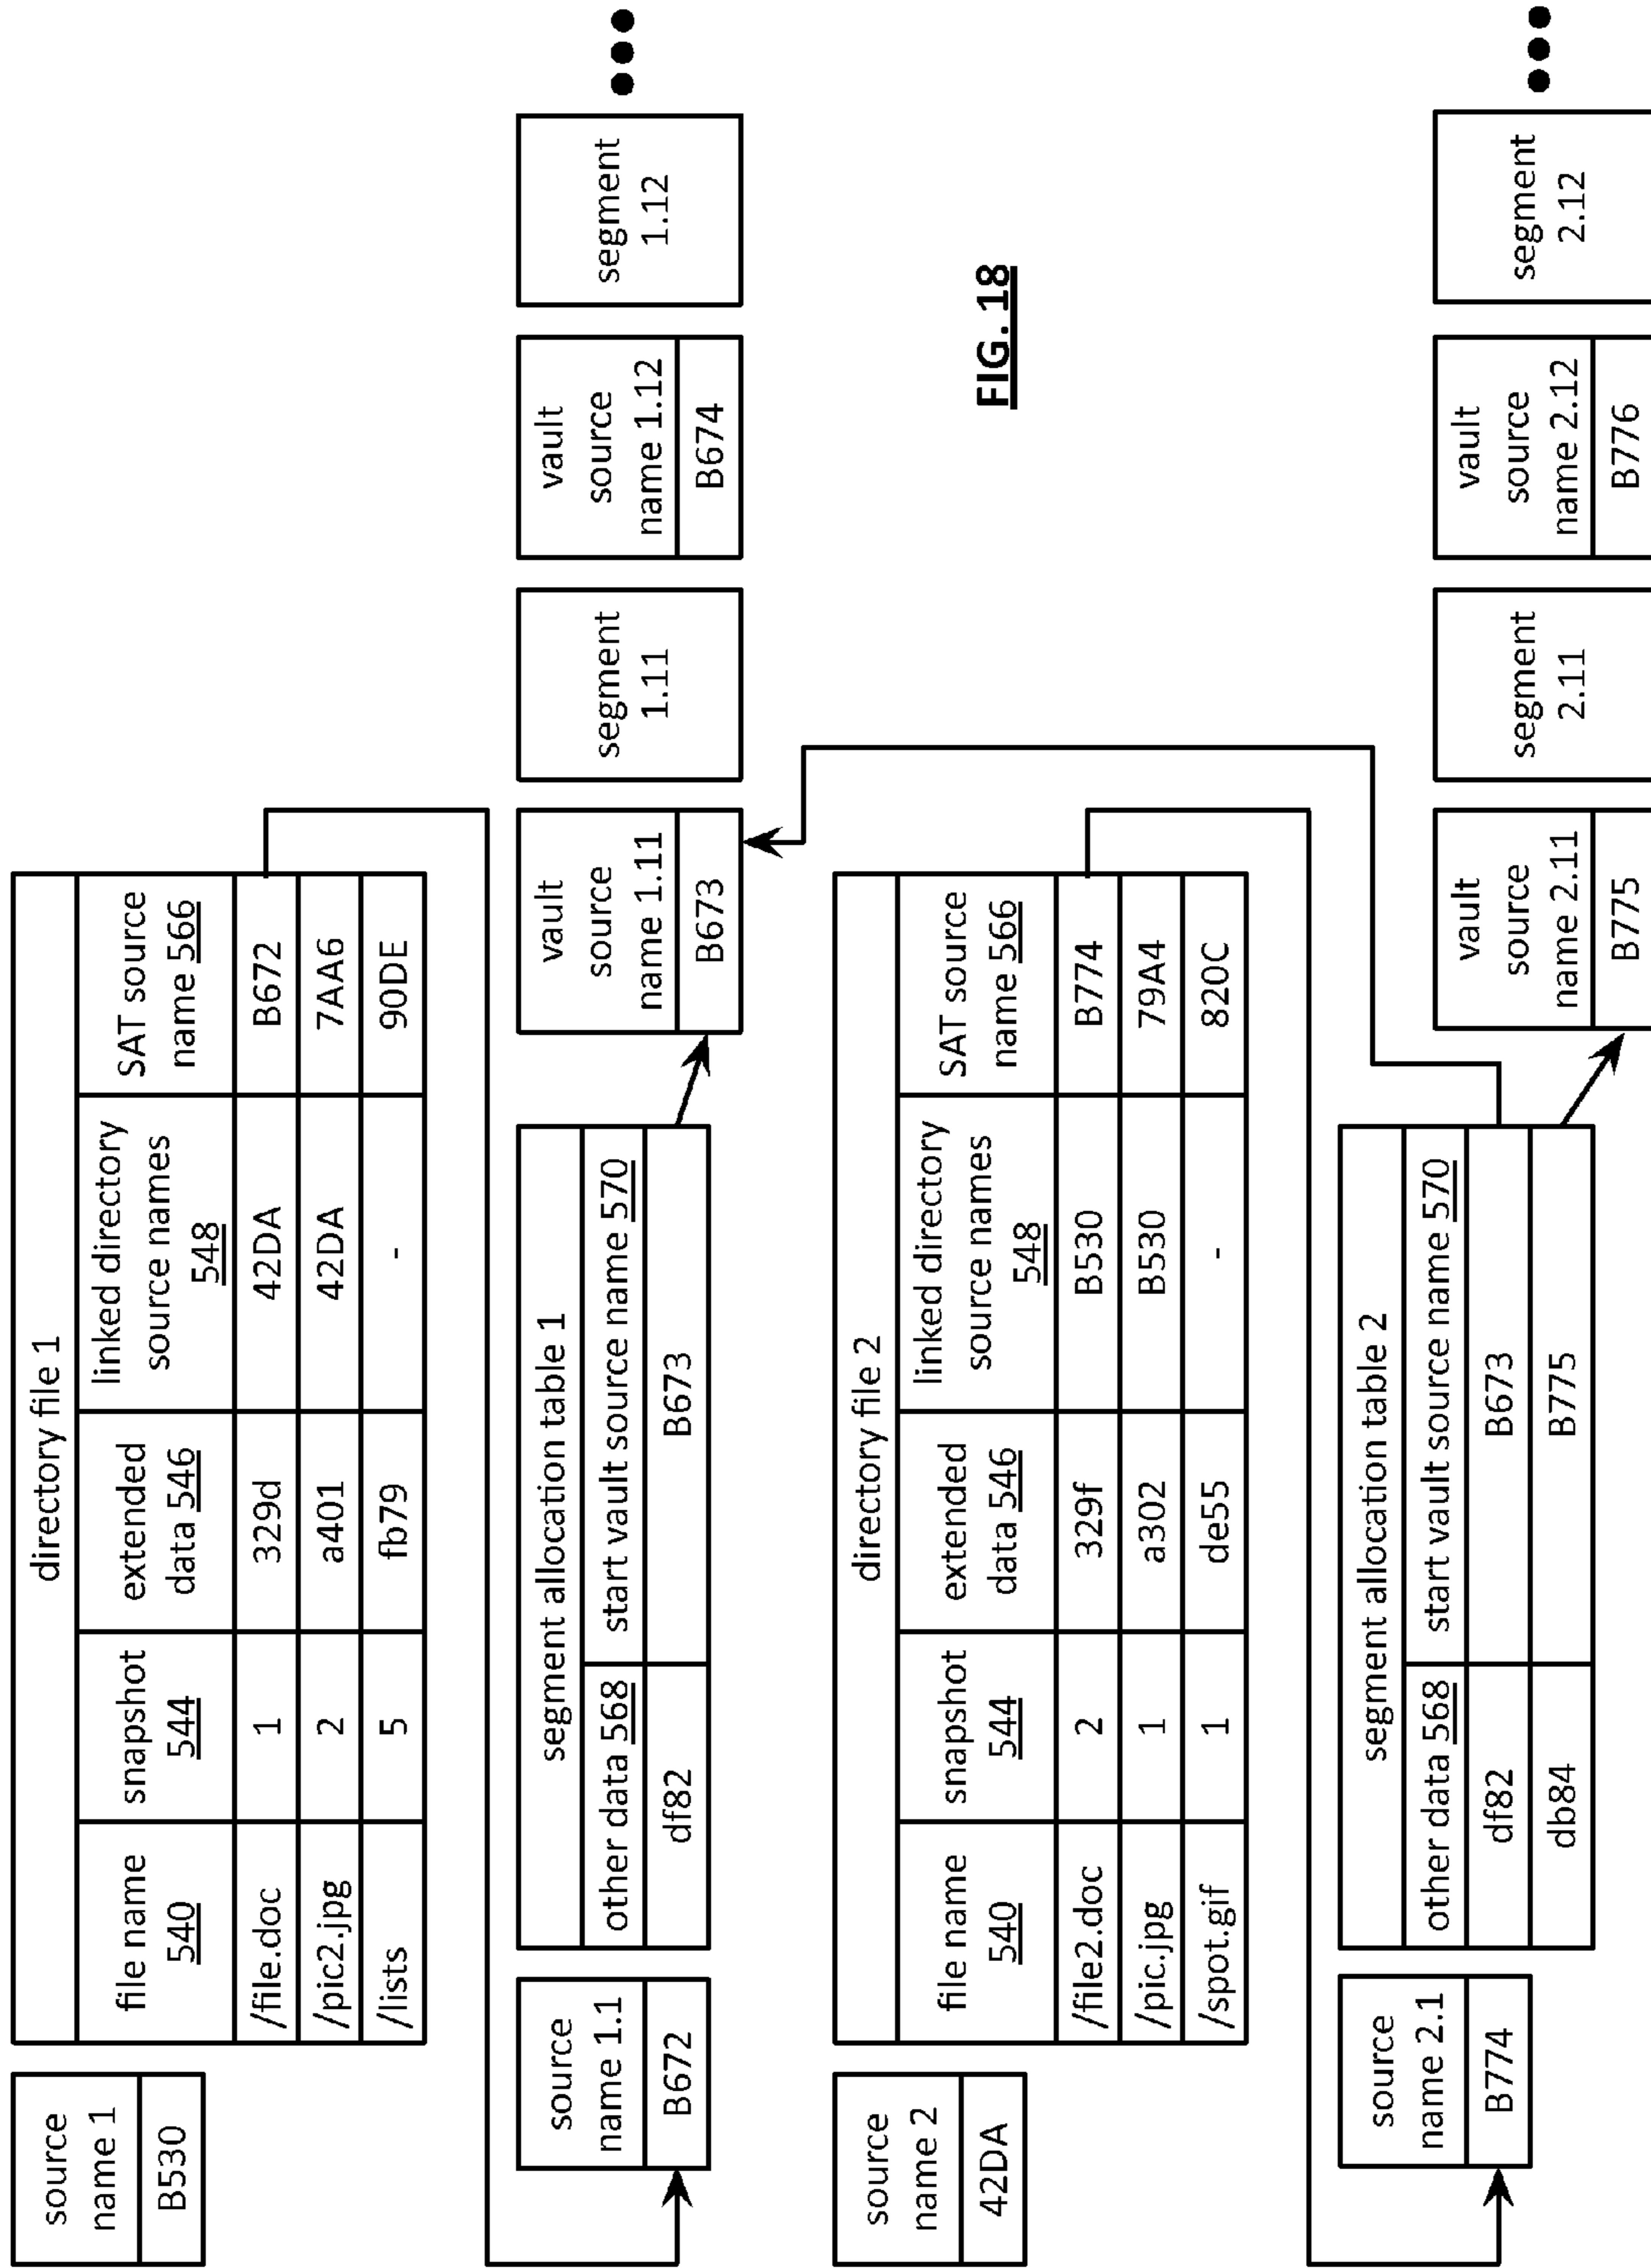 source
name 1
B530
directory file 1
file name
540
snapshot
544
extended
data 546
linked directory
source names
548
SAT source
name 566
/file.doc
1
329d
42DA
B672
/pic2.jpg
2
a401
42DA
7AA6
/lists
5
fb79
-
90DE
source
name 1.1
B672
segment allocation table 1
other data 568
start vault source name 570
df82
B673
vault
source
name 1.11
B673
segment
1.11
vault
source
name 1.12
B674
segment
1.12
FIG. 18
source
name 2
42DA
directory file 2
file name
540
snapshot
544
extended
data 546
linked directory
source names
548
SAT source
name 566
/file2.doc
2
329f
B530
B774
/pic.jpg
1
a302
B530
79A4
/spot.gif
1
de55
-
820C
source
name 2.1
B774
segment allocation table 2
other data 568
start vault source name 570
df82
B673
db84
B775
vault
source
name 2.11
B775
segment
2.11
vault
source
name 2.12
B776
segment
2.12